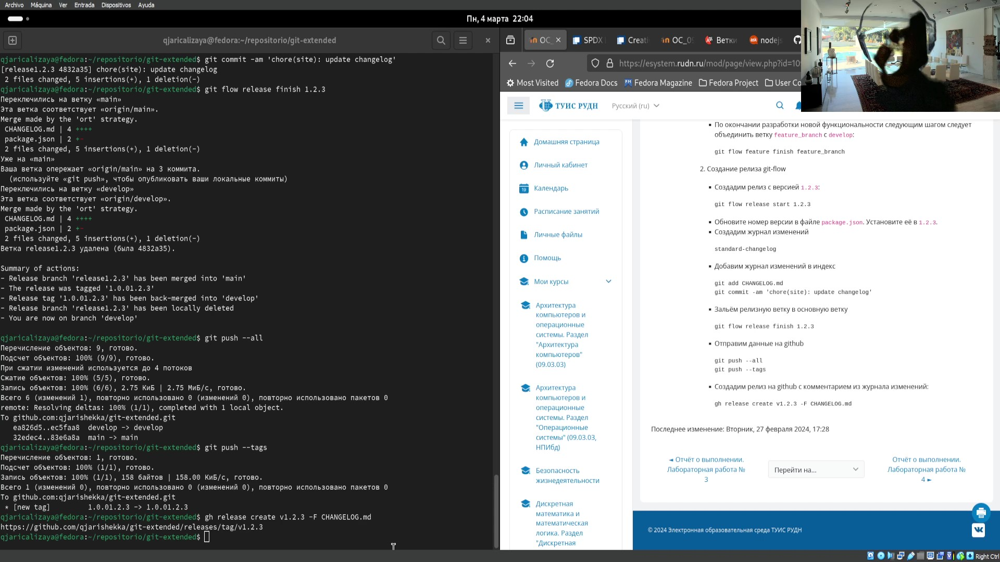 Archivo Máquina Ver Entrada Dispositivos Ayuda
Пн, 4 марта 22:04
qjaricalizaya@fedora:~/repositorio/git-extended
qjaricalizaya@fedora:~/repositorio/git-extended$ git commit -am 'chore(site): update changelog'
[release1.2.3 4832a35] chore(site): update changelog
2 files changed, 5 insertions(+), 1 deletion(-)
qjaricalizaya@fedora:~/repositorio/git-extended$ git flow release finish 1.2.3
Переключились на ветку «main»
Эта ветка соответствует «origin/main».
Merge made by the 'ort' strategy.
CHANGELOG.md | 4 ++++
package.json | 2 +-
2 files changed, 5 insertions(+), 1 deletion(-)
Уже на «main»
Ваша ветка опережает «origin/main» на 3 коммита.
(используйте «git push», чтобы опубликовать ваши локальные коммиты)
Переключились на ветку «develop»
Эта ветка соответствует «origin/develop».
Merge made by the 'ort' strategy.
CHANGELOG.md | 4 ++++
package.json | 2 +-
2 files changed, 5 insertions(+), 1 deletion(-)
Ветка release1.2.3 удалена (была 4832a35).
Summary of actions:
- Release branch 'release1.2.3' has been merged into 'main'
- The release was tagged '1.0.01.2.3'
- Release tag '1.0.01.2.3' has been back-merged into 'develop'
- Release branch 'release1.2.3' has been locally deleted
- You are now on branch 'develop'
qjaricalizaya@fedora:~/repositorio/git-extended$ git push --all
Перечисление объектов: 9, готово.
Подсчет объектов: 100% (9/9), готово.
При сжатии изменений используется до 4 потоков
Сжатие объектов: 100% (5/5), готово.
Запись объектов: 100% (6/6), 2.75 КиБ | 2.75 МиБ/с, готово.
Всего 6 (изменений 1), повторно использовано 0 (изменений 0), повторно использовано пакетов 0
remote: Resolving deltas: 100% (1/1), completed with 1 local object.
To github.com:qjarishekka/git-extended.git
ea826d5..ec5faa8 develop -> develop
32edec4..83e6a8a main -> main
qjaricalizaya@fedora:~/repositorio/git-extended$ git push --tags
Перечисление объектов: 1, готово.
Подсчет объектов: 100% (1/1), готово.
Запись объектов: 100% (1/1), 158 байтов | 158.00 КиБ/с, готово.
Всего 1 (изменений 0), повторно использовано 0 (изменений 0), повторно использовано пакетов 0
To github.com:qjarishekka/git-extended.git
* [new tag] 1.0.01.2.3 -> 1.0.01.2.3
qjaricalizaya@fedora:~/repositorio/git-extended$ gh release create v1.2.3 -F CHANGELOG.md
https://github.com/qjarishekka/git-extended/releases/tag/v1.2.3
qjaricalizaya@fedora:~/repositorio/git-extended$
OC_ SPDX Creati OC_09 Ветки nodejs
https://esystem.rudn.ru/mod/page/view.php?id=109
Most Visited Fedora Docs Fedora Magazine Fedora Project User Co
ТУИС РУДН Русский (ru)
Домашняя страница
Личный кабинет
Календарь
Расписание занятий
Личные файлы
Помощь
Мои курсы
Архитектура
компьютеров и
операционные
системы. Раздел
"Архитектура
компьютеров"
(09.03.03)
Архитектура
компьютеров и
операционные
системы. Раздел
"Операционные
системы" (09.03.03,
НПИбд)
Безопасность
жизнедеятельности
Дискретная
математика и
математическая
логика. Раздел
"Дискретная
▪ По окончании разработки новой функциональности следующим шагом следует
объединить ветку feature_branch c develop:
git flow feature finish feature_branch
2. Создание релиза git-flow
▪ Создадим релиз с версией 1.2.3:
git flow release start 1.2.3
▪ Обновите номер версии в файле package.json. Установите её в 1.2.3.
▪ Создадим журнал изменений
standard-changelog
▪ Добавим журнал изменений в индекс
git add CHANGELOG.md
git commit -am 'chore(site): update changelog'
▪ Зальём релизную ветку в основную ветку
git flow release finish 1.2.3
▪ Отправим данные на github
git push --all
git push --tags
▪ Создадим релиз на github с комментарием из журнала изменений:
gh release create v1.2.3 -F CHANGELOG.md
Последнее изменение: Вторник, 27 февраля 2024, 17:28
◄ Отчёт о выполнении.
Лабораторная работа №
3
Перейти на...
Отчёт о выполнении.
Лабораторная работа №
4 ►
© 2024 Электронная образовательная среда ТУИС РУДН
Right Ctrl